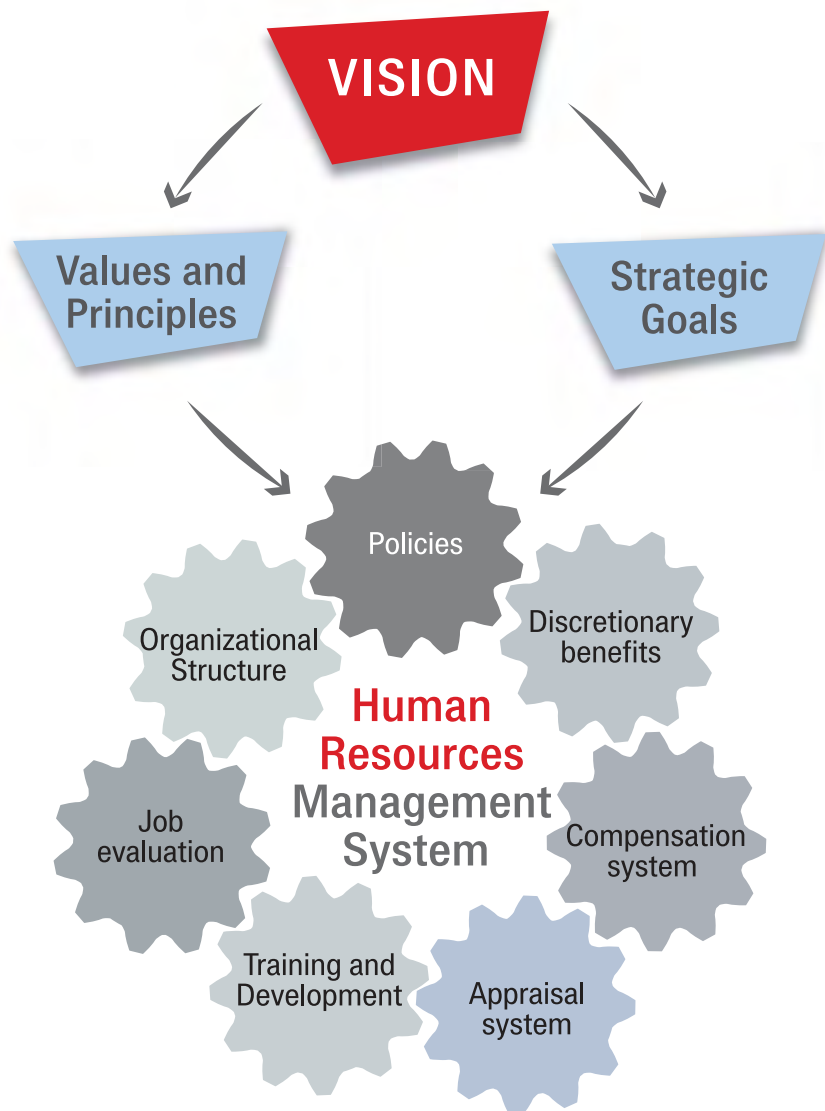 VISION
Values and
Principles
Strategic
Goals
Policies
Organizational
Structure
Discretionary
benefits
Human
Resources
Management
System
Job
evaluation
Compensation
system
Training and
Development
Appraisal
system